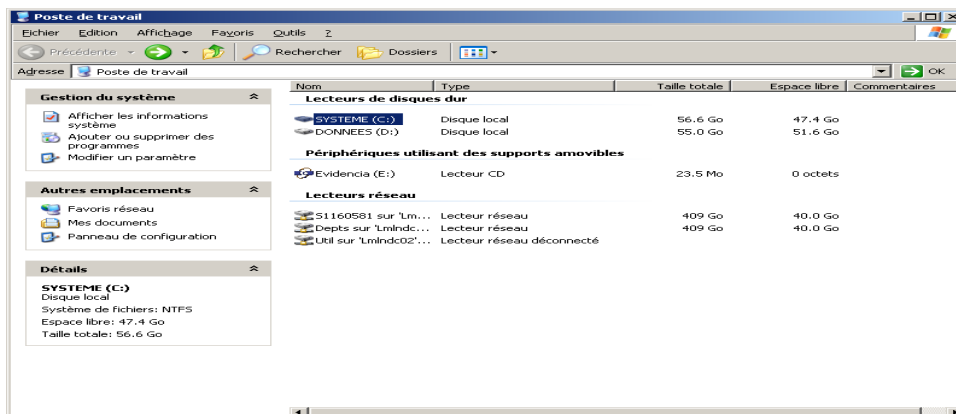 Poste de travail
Fichier Edition Affichage Favoris Outils ?
Précédente Rechercher Dossiers
Adresse Poste de travail OK
Gestion du système
Afficher les informations
système
Ajouter ou supprimer des
programmes
Modifier un paramètre
Autres emplacements
Favoris réseau
Mes documents
Panneau de configuration
Détails
SYSTEME (C:)
Disque local
Système de fichiers: NTFS
Espace libre: 47.4 Go
Taille totale: 56.6 Go
Nom Type Taille totale Espace libre Commentaires
Lecteurs de disques dur
SYSTEME (C:) Disque local 56.6 Go 47.4 Go
DONNEES (D:) Disque local 55.0 Go 51.6 Go
Périphériques utilisant des supports amovibles
Evidencia (E:) Lecteur CD 23.5 Mo 0 octets
Lecteurs réseau
S1160581 sur 'Lm... Lecteur réseau 409 Go 40.0 Go
Depts sur 'Lmlndc... Lecteur réseau 409 Go 40.0 Go
Util sur 'Lmlndc02'... Lecteur réseau déconnecté